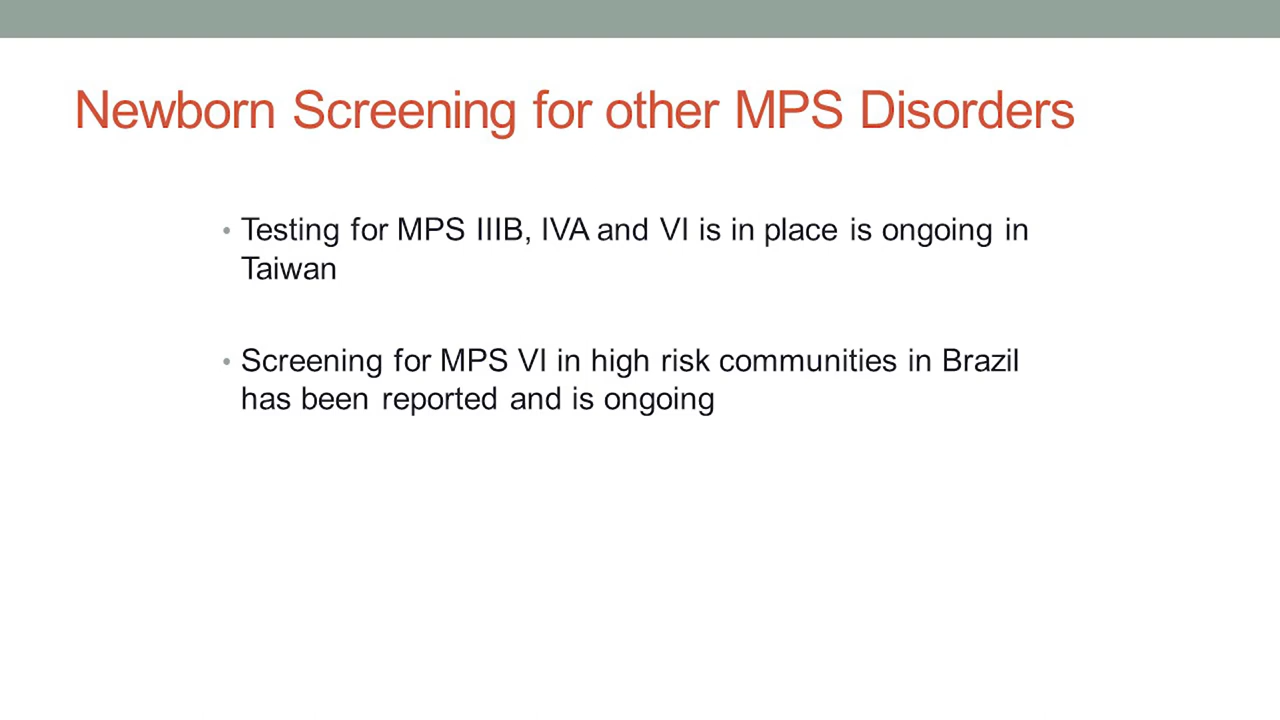 Newborn Screening for other MPS Disorders
• Testing for MPS IIIB, IVA and VI is in place is ongoing in
Taiwan
• Screening for MPS VI in high risk communities in Brazil
has been reported and is ongoing